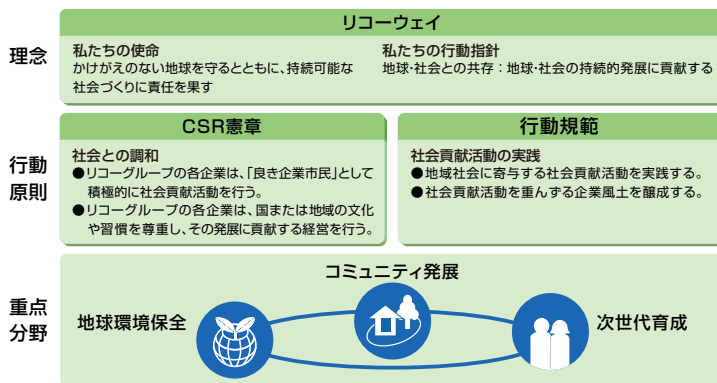 リコーウェイ
理念
私たちの使命
かけがえのない地球を守るとともに、持続可能な
社会づくりに責任を果す
私たちの行動指針
地球・社会との共存：地球・社会の持続的発展に貢献する
行動
原則
CSR憲章
社会との調和
●リコーグループの各企業は、「良き企業市民」として
積極的に社会貢献活動を行う。
●リコーグループの各企業は、国または地域の文化
や習慣を尊重し、その発展に貢献する経営を行う。
行動規範
社会貢献活動の実践
●地域社会に寄与する社会貢献活動を実践する。
●社会貢献活動を重んずる企業風土を醸成する。
重点
分野
コミュニティ発展
地球環境保全
次世代育成